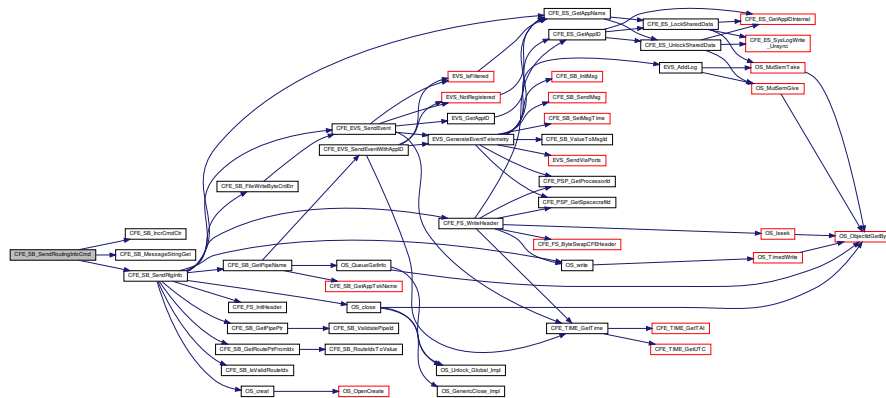 CFE_SB_SendRoutingInfoCmd
CFE_SB_IncrCmdCtr
CFE_SB_MessageStringGet
CFE_SB_SendRtgInfo
CFE_SB_FileWriteByteCntErr
CFE_SB_GetPipeName
CFE_FS_InitHeader
CFE_SB_GetPipePtr
CFE_SB_GetRoutePtrFromIdx
CFE_SB_IsValidRouteIdx
OS_creat
CFE_EVS_SendEvent
CFE_EVS_SendEventWithAppID
OS_QueueGetInfo
CFE_SB_GetAppTskName
OS_close
CFE_SB_ValidatePipeId
CFE_SB_RouteIdxToValue
OS_OpenCreate
EVS_IsFiltered
EVS_NotRegistered
EVS_GetAppID
EVS_GenerateEventTelemetry
CFE_FS_WriteHeader
OS_Unlock_Global_Impl
OS_GenericClose_Impl
CFE_ES_GetAppName
CFE_ES_GetAppID
CFE_SB_InitMsg
CFE_SB_SendMsg
CFE_SB_SetMsgTime
CFE_SB_ValueToMsgId
EVS_SendViaPorts
CFE_PSP_GetProcessorId
CFE_PSP_GetSpacecraftId
CFE_FS_ByteSwapCFEHeader
OS_write
CFE_TIME_GetTime
CFE_ES_LockSharedData
CFE_ES_UnlockSharedData
EVS_AddLog
CFE_TIME_GetTAI
CFE_TIME_GetUTC
CFE_ES_GetAppIDInternal
CFE_ES_SysLogWrite
_Unsync
OS_MutSemTake
OS_MutSemGive
OS_lseek
OS_TimedWrite
OS_ObjectIdGetBy